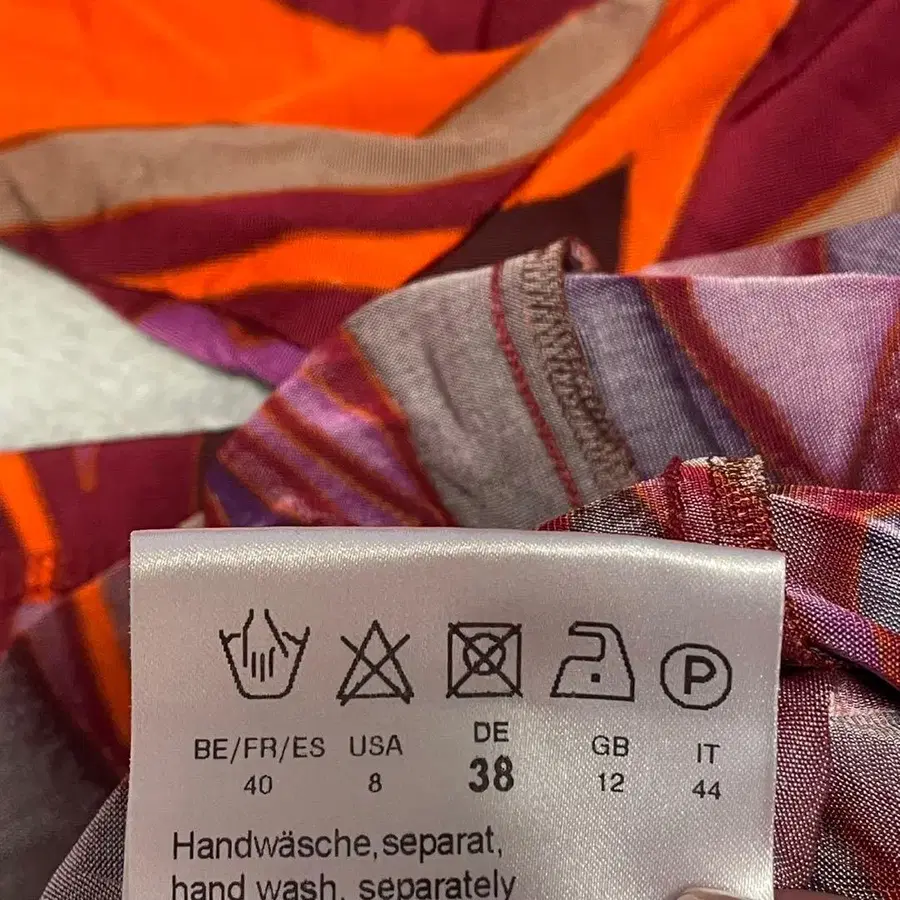 P
BE/FR/ES USA DE GB IT
40 8 38 12 44
Handwäsche, separat,
hand wash, separately